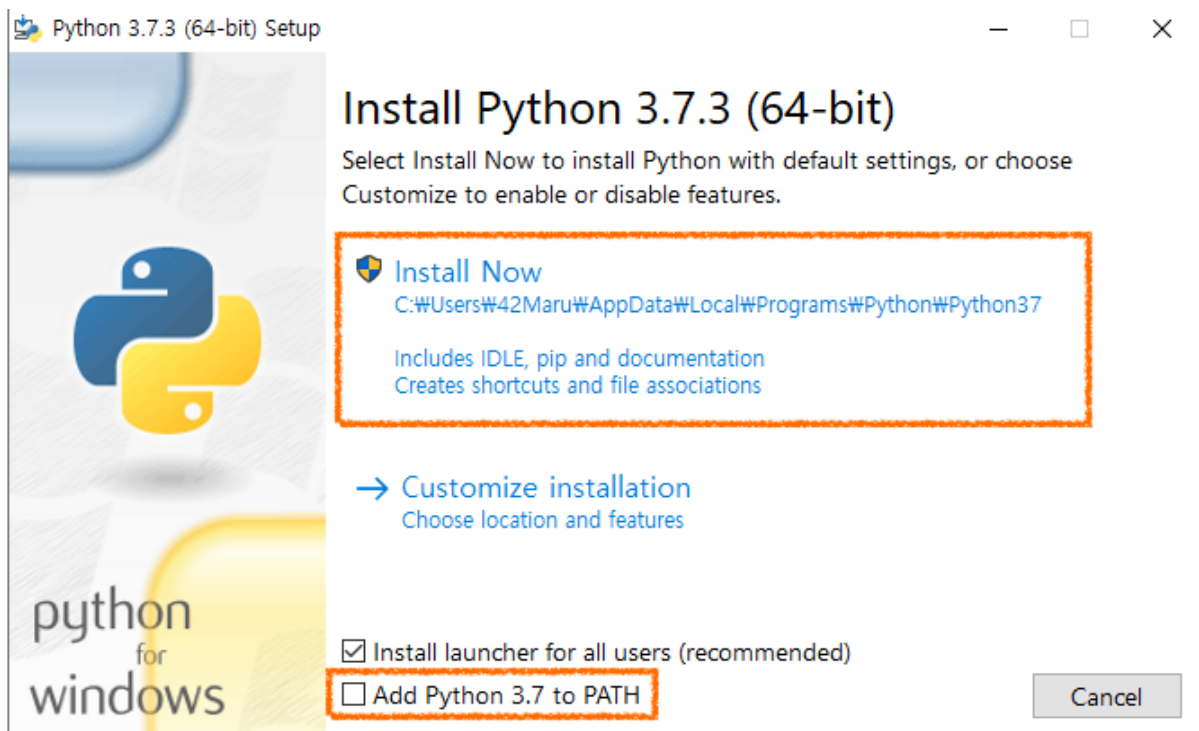 Python 3.7.3 (64-bit) Setup
Install Python 3.7.3 (64-bit)
Select Install Now to install Python with default settings, or choose
Customize to enable or disable features.
Install Now
C:₩Users₩42Maru₩AppData₩Local₩Programs₩Python₩Python37
Includes IDLE, pip and documentation
Creates shortcuts and file associations
→ Customize installation
Choose location and features
python
for
windows
Install launcher for all users (recommended)
Add Python 3.7 to PATH
Cancel